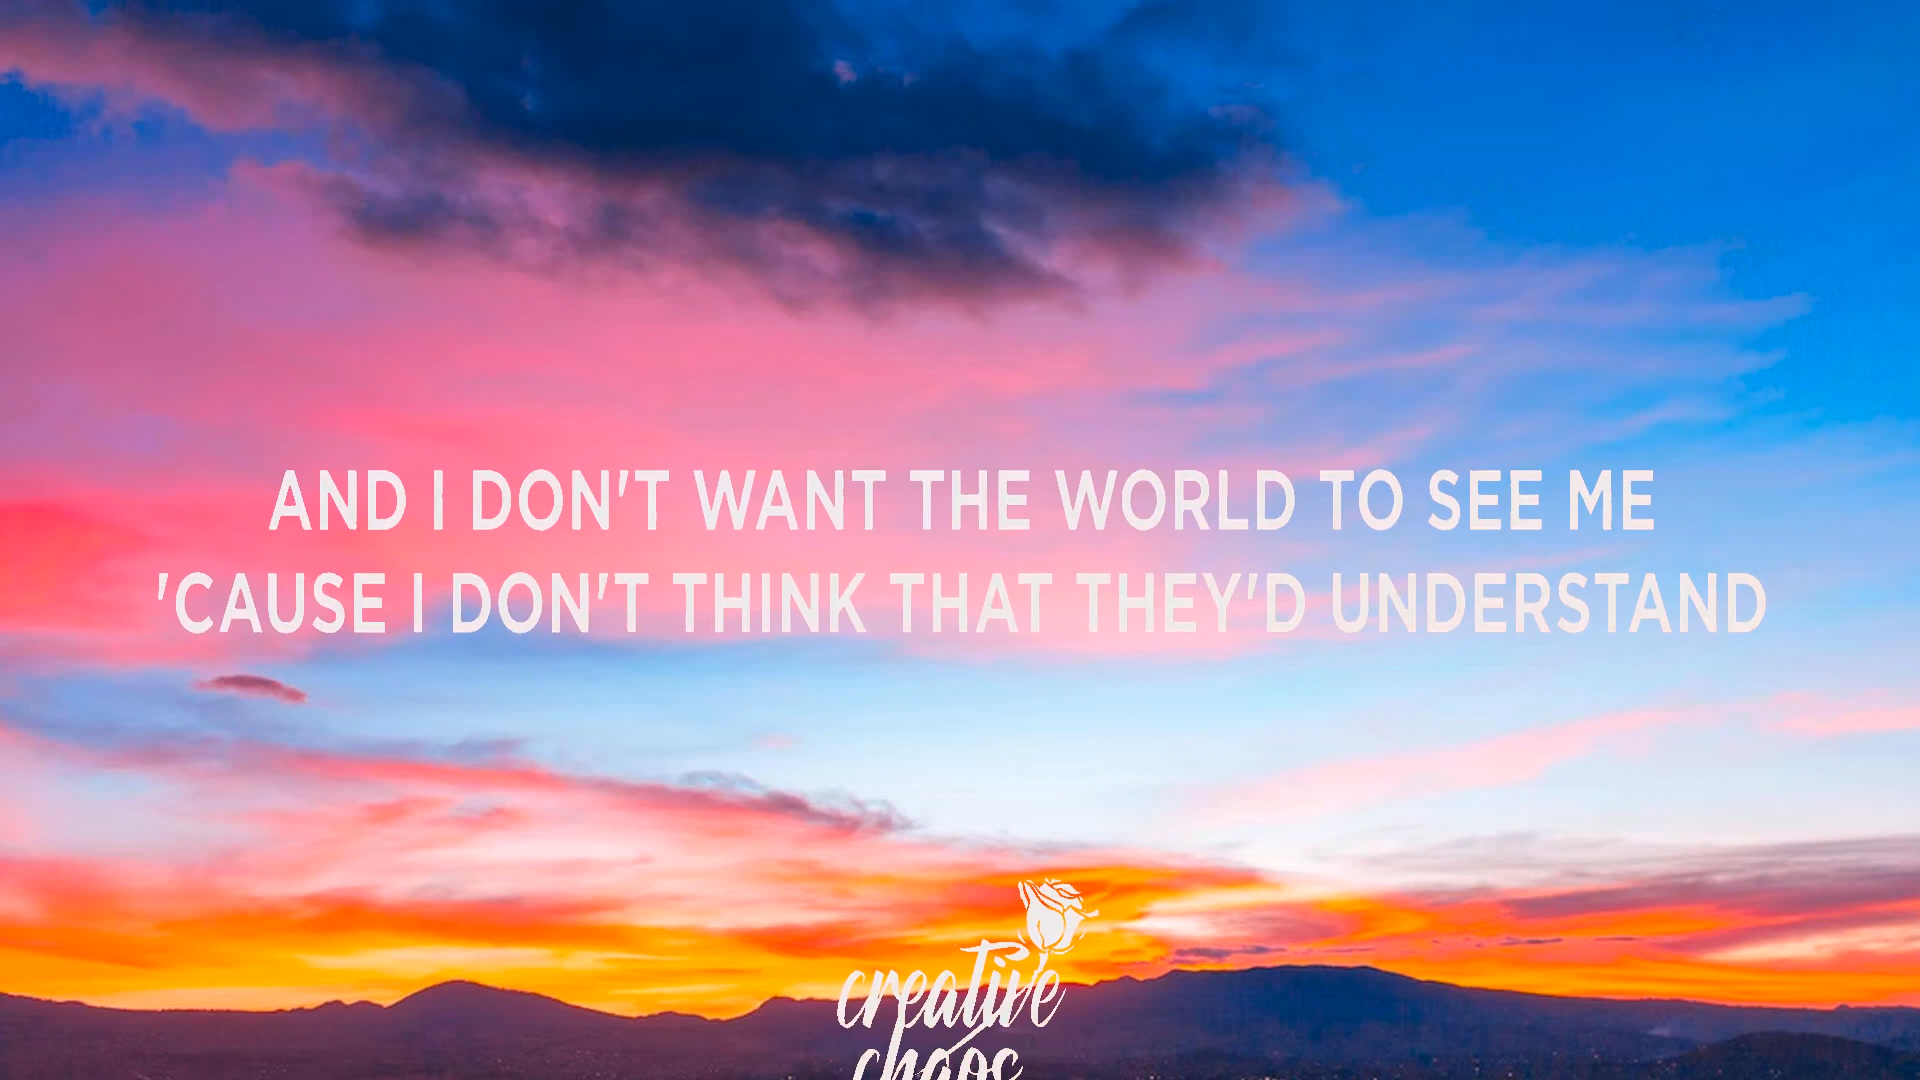 AND I DON'T WANT THE WORLD TO SEE ME
'CAUSE I DON'T THINK THAT THEY'D UNDERSTAND
creative
chaos